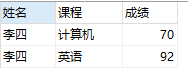 姓名 课程 成绩
李四 计算机 70
李四 英语 92